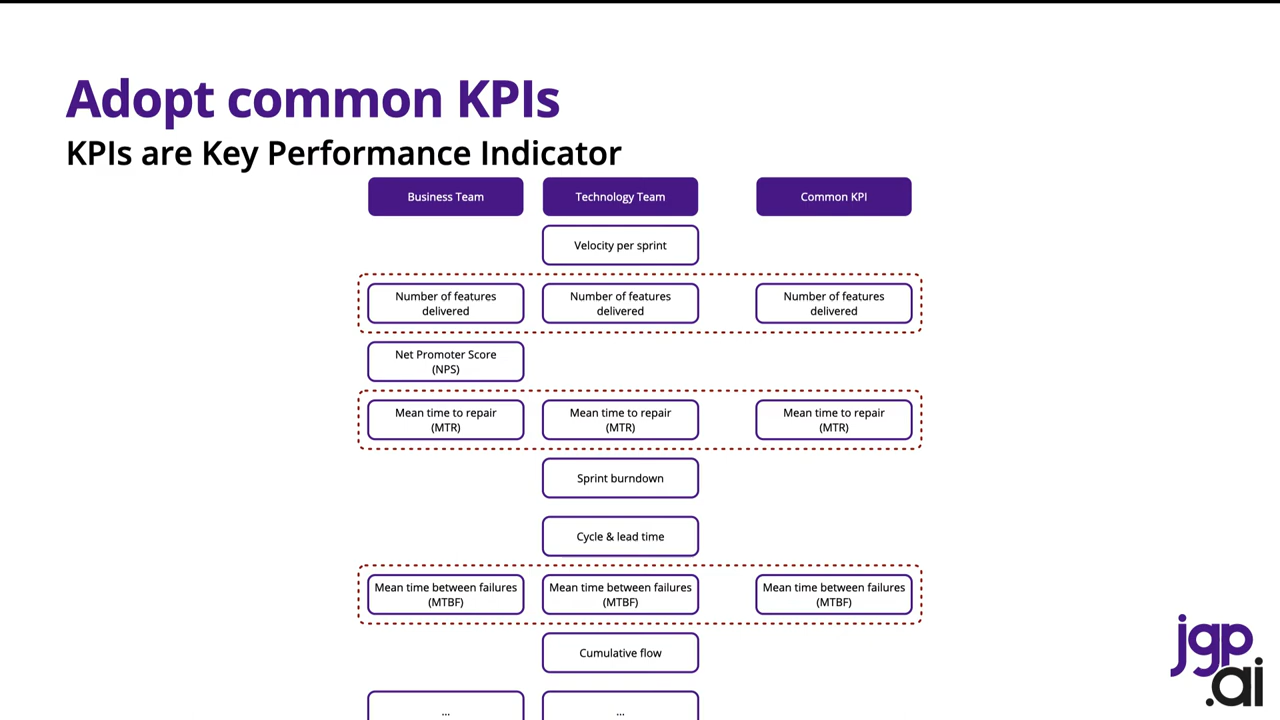 Adopt common KPIs
KPIs are Key Performance Indicator
Business Team
Technology Team
Common KPI
Velocity per sprint
Number of features
delivered
Number of features
delivered
Number of features
delivered
Net Promoter Score
(NPS)
Mean time to repair
(MTR)
Mean time to repair
(MTR)
Mean time to repair
(MTR)
Sprint burndown
Cycle & lead time
Mean time between failures
(MTBF)
Mean time between failures
(MTBF)
Mean time between failures
(MTBF)
Cumulative flow
...
...
jgp
.ai